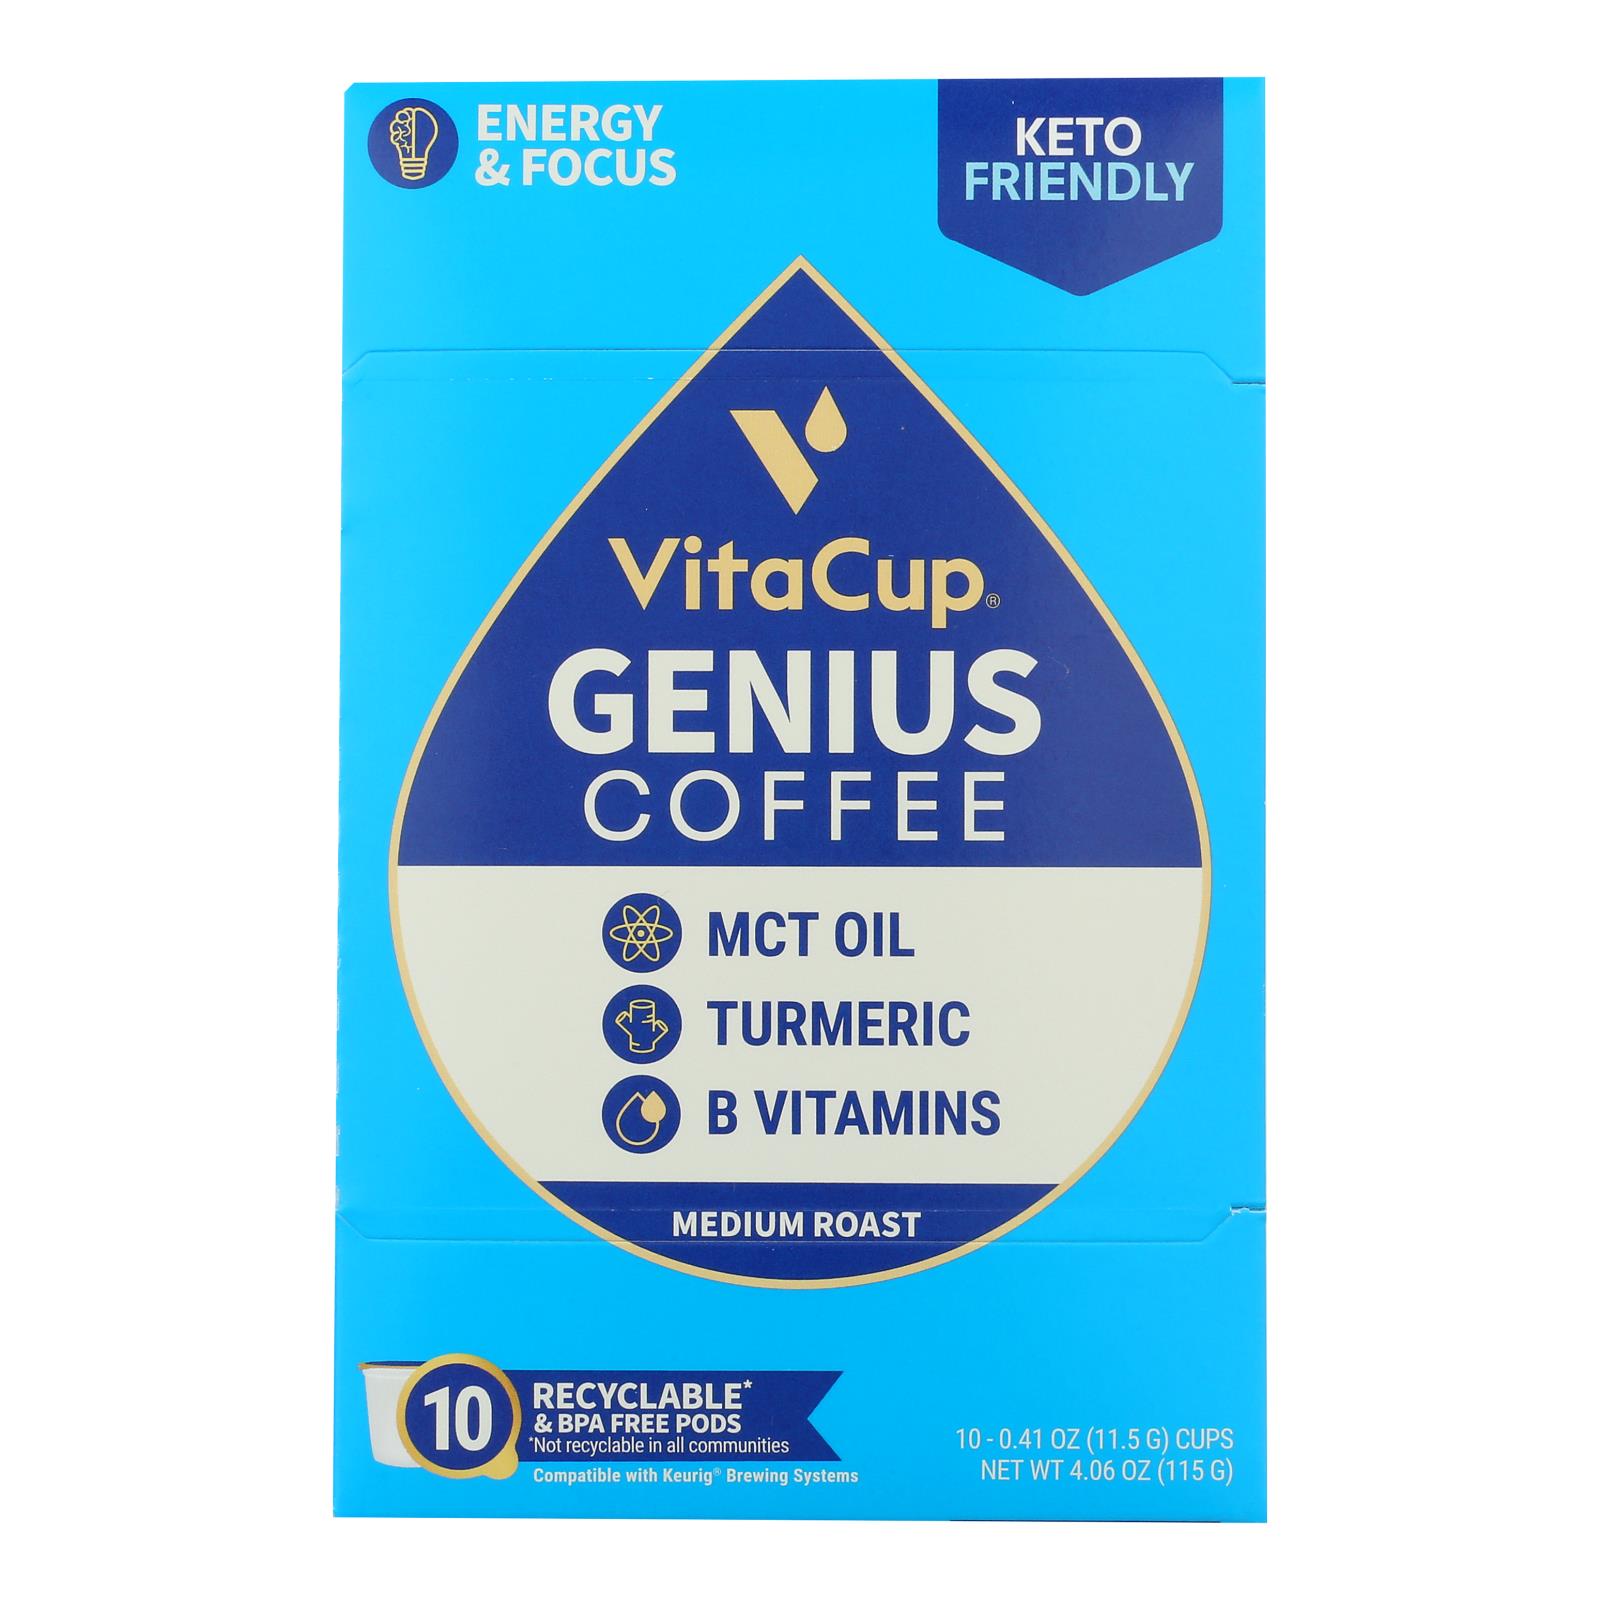 ENERGY
& FOCUS
KETO
FRIENDLY
VitaCup®
GENIUS
COFFEE
MCT OIL
TURMERIC
B VITAMINS
MEDIUM ROAST
10
RECYCLABLE*
& BPA FREE PODS
*Not recyclable in all communities
Compatible with Keurig® Brewing Systems
10 - 0.41 OZ (11.5 G) CUPS
NET WT 4.06 OZ (115 G)